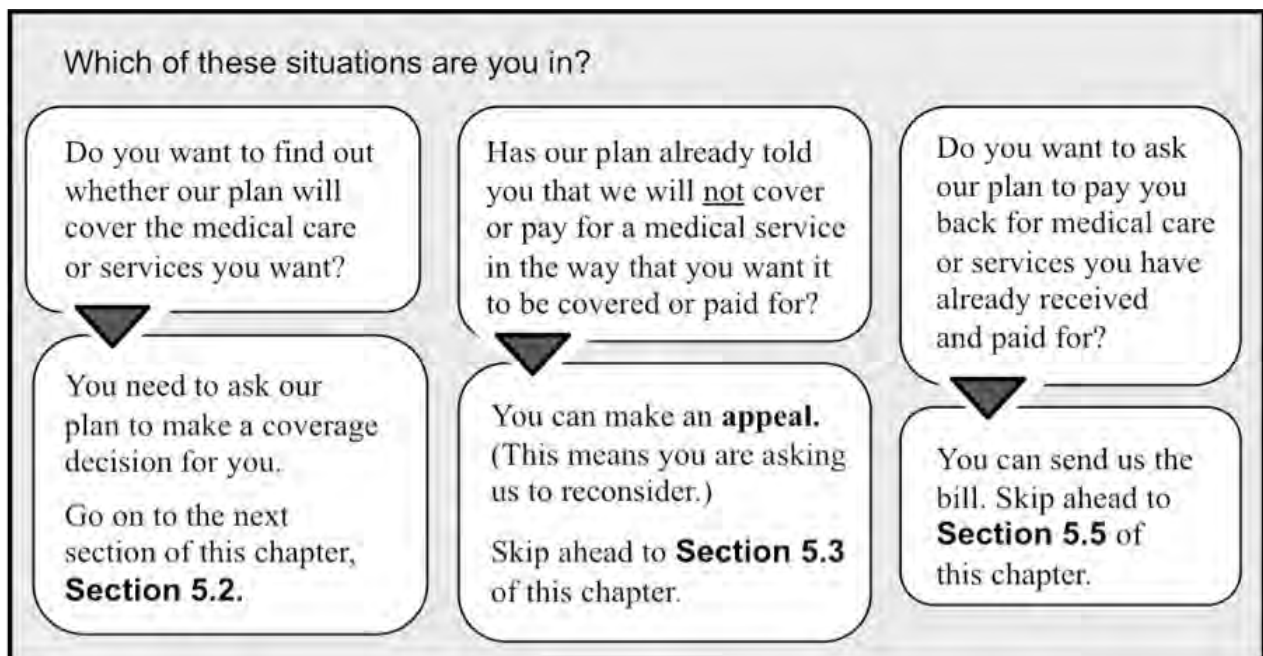 Which of these situations are you in?
Do you want to find out
whether our plan will
cover the medical care
or services you want?
You need to ask our
plan to make a coverage
decision for you.
Go on to the next
section of this chapter,
Section 5.2.
Has our plan already told
you that we will not cover
or pay for a medical service
in the way that you want it
to be covered or paid for?
You can make an appeal.
(This means you are asking
us to reconsider.)
Skip ahead to Section 5.3
of this chapter.
Do you want to ask
our plan to pay you
back for medical care
or services you have
already received
and paid for?
You can send us the
bill. Skip ahead to
Section 5.5 of
this chapter.